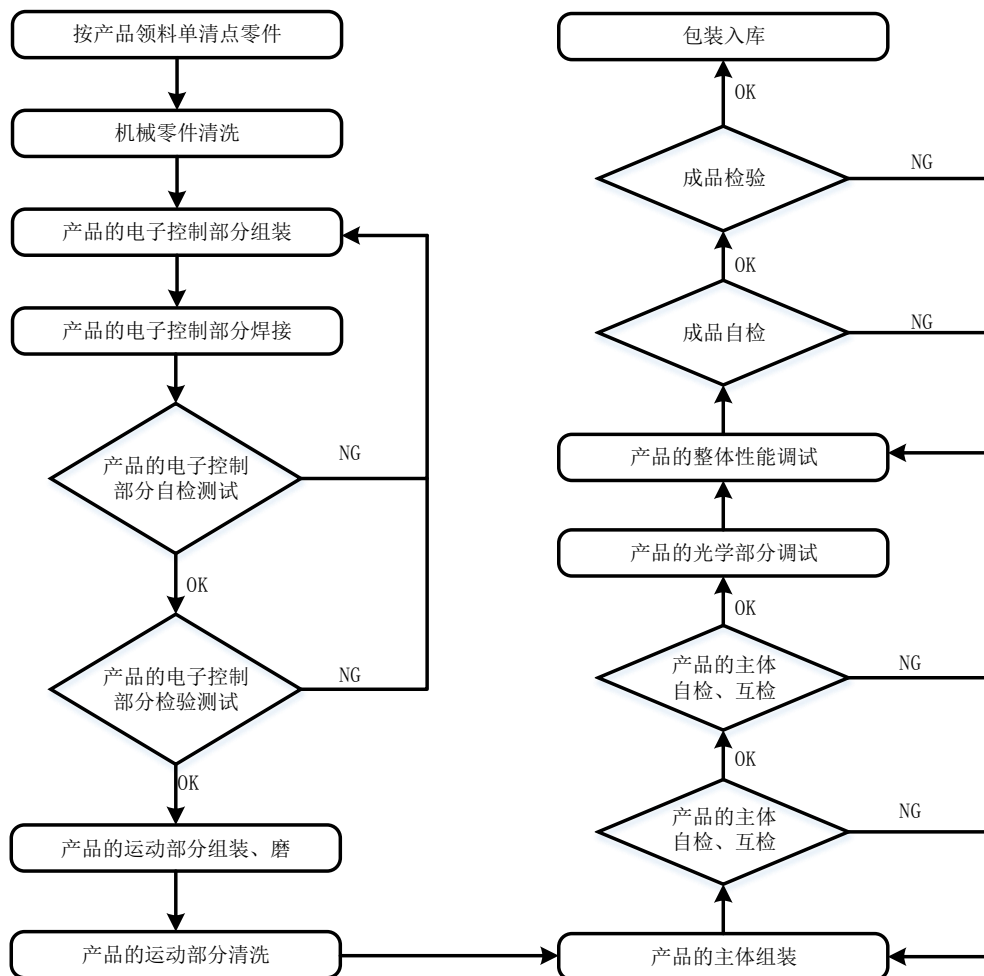 按产品领料单清点零件
机械零件清洗
产品的电子控制部分组装
产品的电子控制部分焊接
产品的电子控制
部分自检测试
NG
OK
产品的电子控制
部分检验测试
NG
OK
产品的运动部分组装、磨
产品的运动部分清洗
产品的主体组装
产品的主体
自检、互检
NG
OK
产品的主体
自检、互检
NG
OK
产品的光学部分调试
产品的整体性能调试
成品自检
NG
OK
成品检验
NG
OK
包装入库